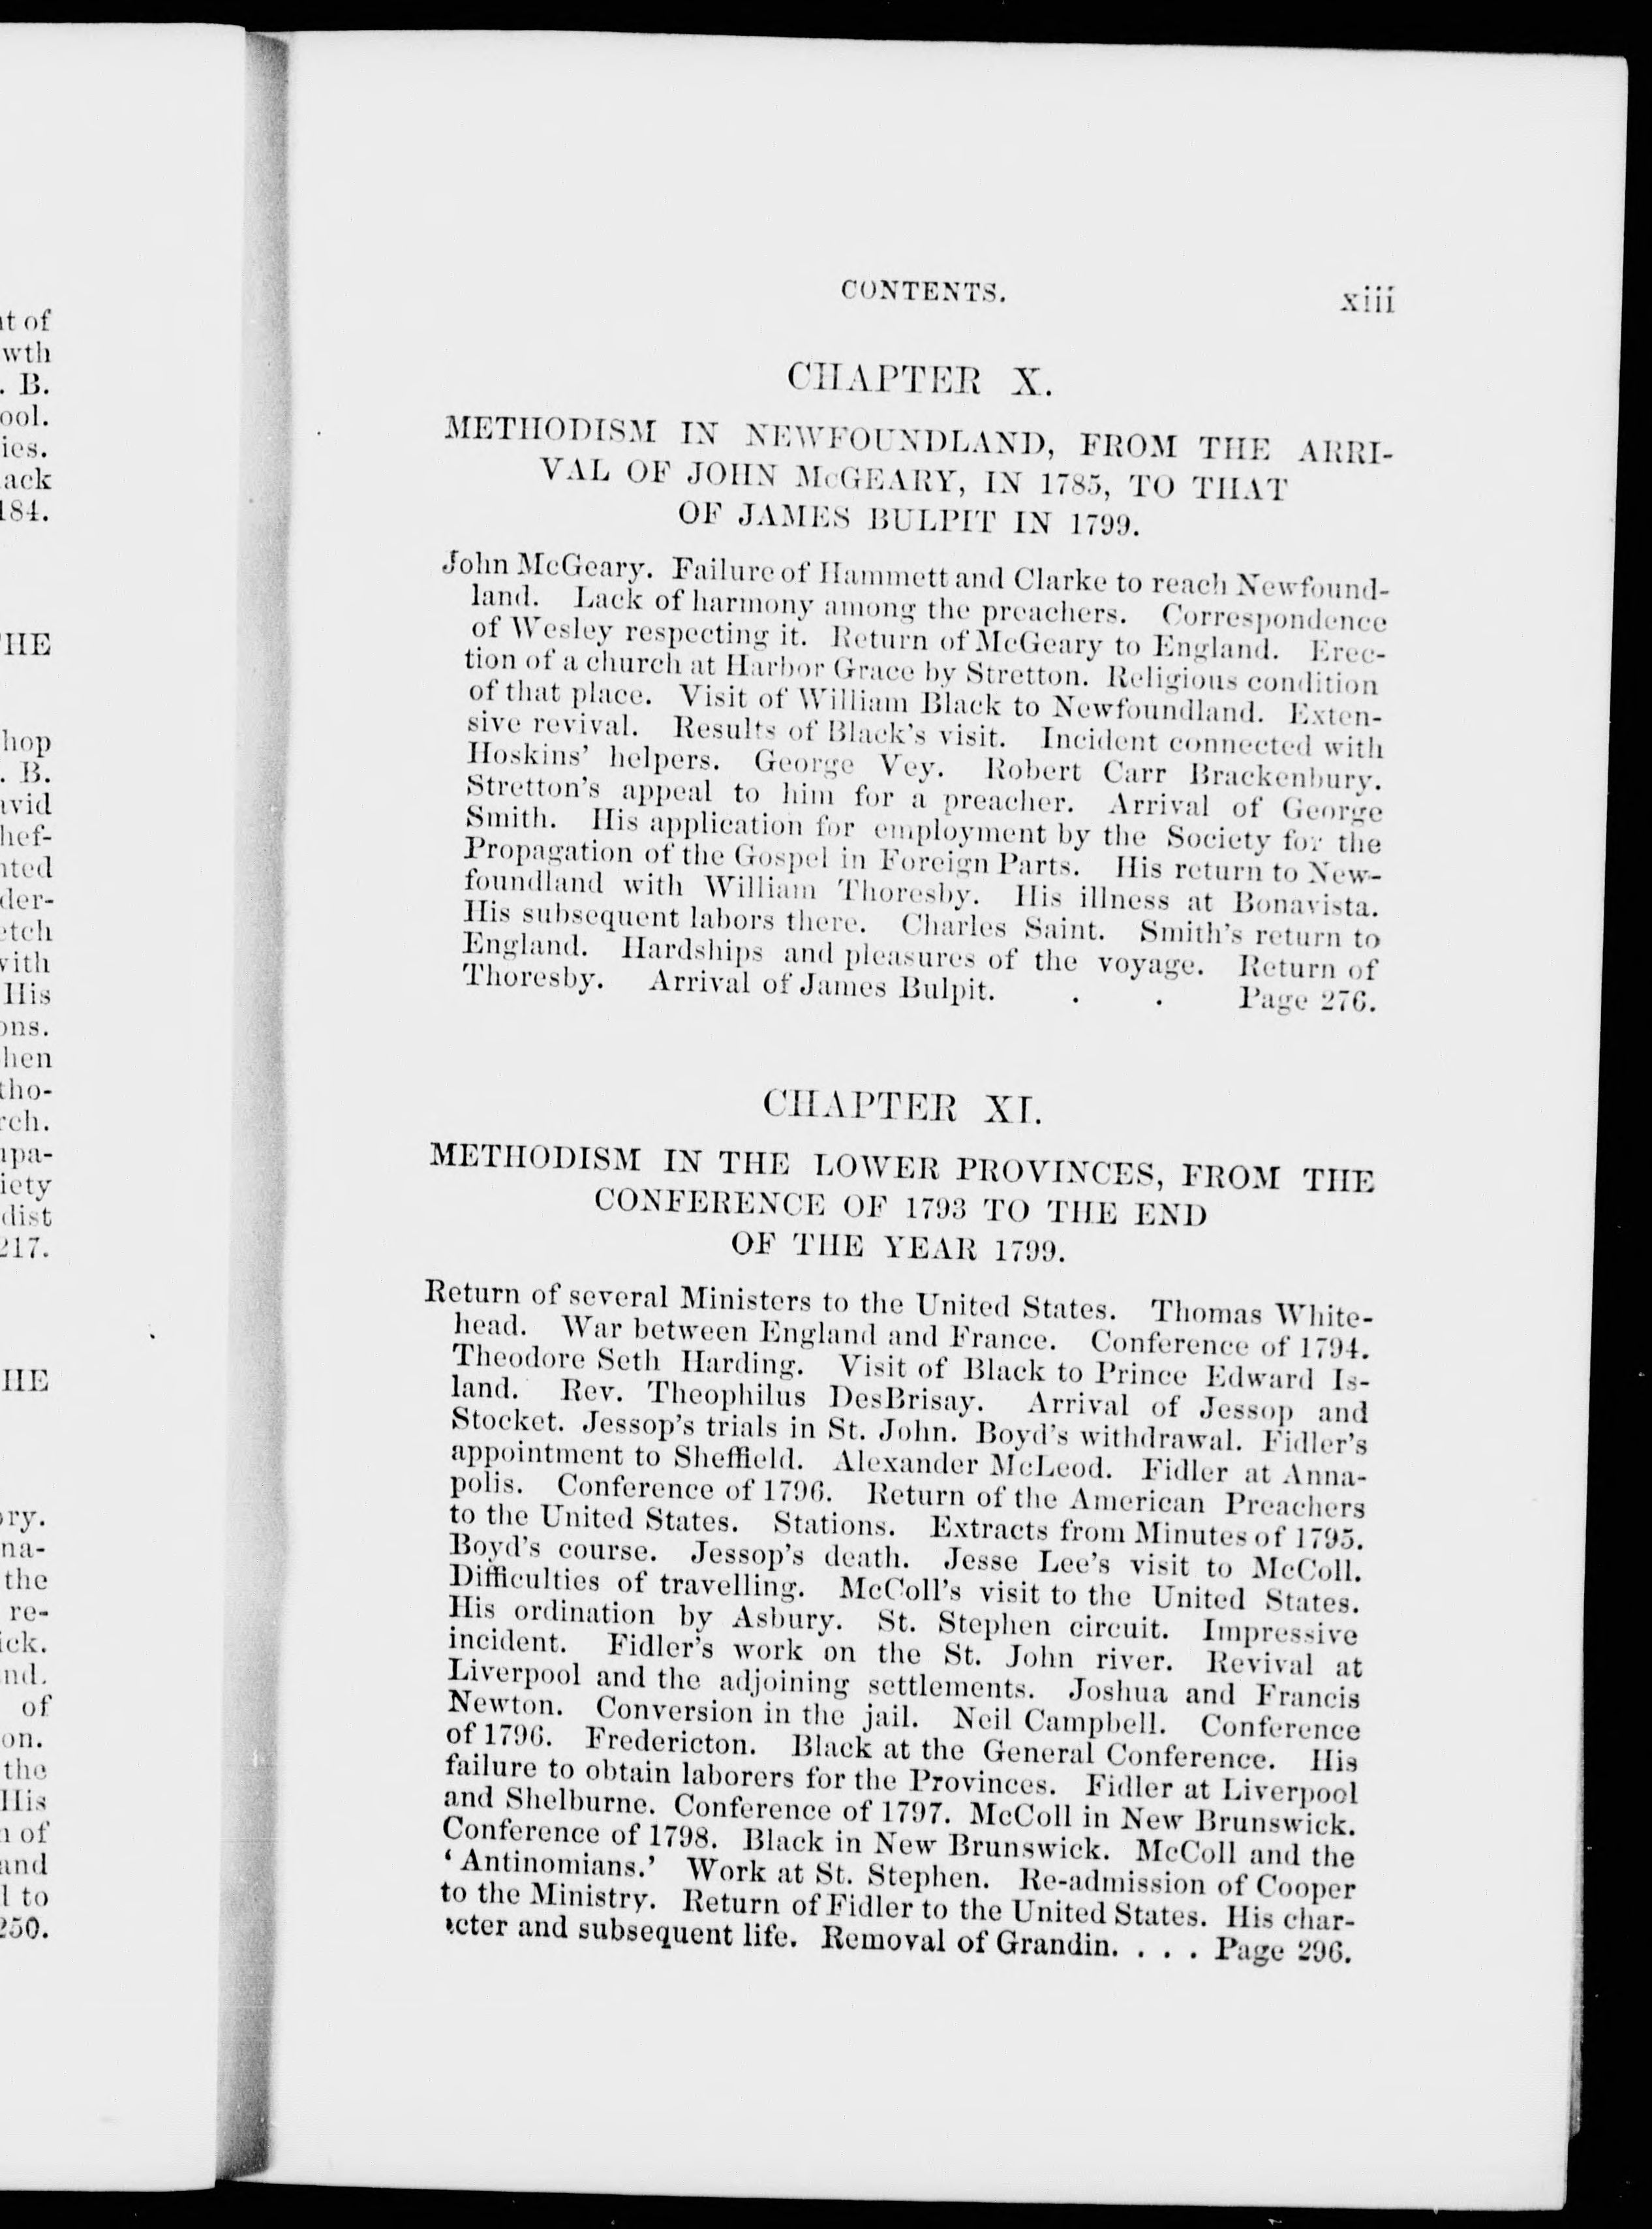 CONTENTS. xiii
CHAPTER X.
METHODISM IN NEWFOUNDLAND, FROM THE ARRI-
VAL OF JOHN McGEARY, IN 1785, TO THAT
OF JAMES BULPIT IN 1799.
John McGeary. Failure of Hammett and Clarke to reach Newfound-
land. Lack of harmony among the preachers. Correspondence
of Wesley respecting it. Return of McGeary to England. Erec-
tion of a church at Harbor Grace by Stretton. Religious condition
of that place. Visit of William Black to Newfoundland. Exten-
sive revival. Results of Black's visit. Incident connected with
Hoskins' helpers. George Vey. Robert Carr Brackenbury.
Stretton's appeal to him for a preacher. Arrival of George
Smith. His application for employment by the Society for the
Propagation of the Gospel in Foreign Parts. His return to New-
foundland with William Thoresby. His illness at Bonavista.
His subsequent labors there. Charles Saint. Smith's return to
England. Hardships and pleasures of the voyage. Return of
Thoresby. Arrival of James Bulpit. . . Page 276.
CHAPTER XI.
METHODISM IN THE LOWER PROVINCES, FROM THE
CONFERENCE OF 1793 TO THE END
OF THE YEAR 1799.
Return of several Ministers to the United States. Thomas White-
head. War between England and France. Conference of 1794.
Theodore Seth Harding. Visit of Black to Prince Edward Is-
land. Rev. Theophilus DesBrisay. Arrival of Jessop and
Stocket. Jessop's trials in St. John. Boyd's withdrawal. Fidler's
appointment to Sheffield. Alexander McLeod. Fidler at Anna-
polis. Conference of 1796. Return of the American Preachers
to the United States. Stations. Extracts from Minutes of 1795.
Boyd's course. Jessop's death. Jesse Lee's visit to McColl.
Difficulties of travelling. McColl's visit to the United States.
His ordination by Asbury. St. Stephen circuit. Impressive
incident. Fidler's work on the St. John river. Revival at
Liverpool and the adjoining settlements. Joshua and Francis
Newton. Conversion in the jail. Neil Campbell. Conference
of 1796. Fredericton. Black at the General Conference. His
failure to obtain laborers for the Provinces. Fidler at Liverpool
and Shelburne. Conference of 1797. McColl in New Brunswick.
Conference of 1798. Black in New Brunswick. McColl and the
'Antinomians.' Work at St. Stephen. Re-admission of Cooper
to the Ministry. Return of Fidler to the United States. His char-
acter and subsequent life. Removal of Grandin. . . . Page 296.